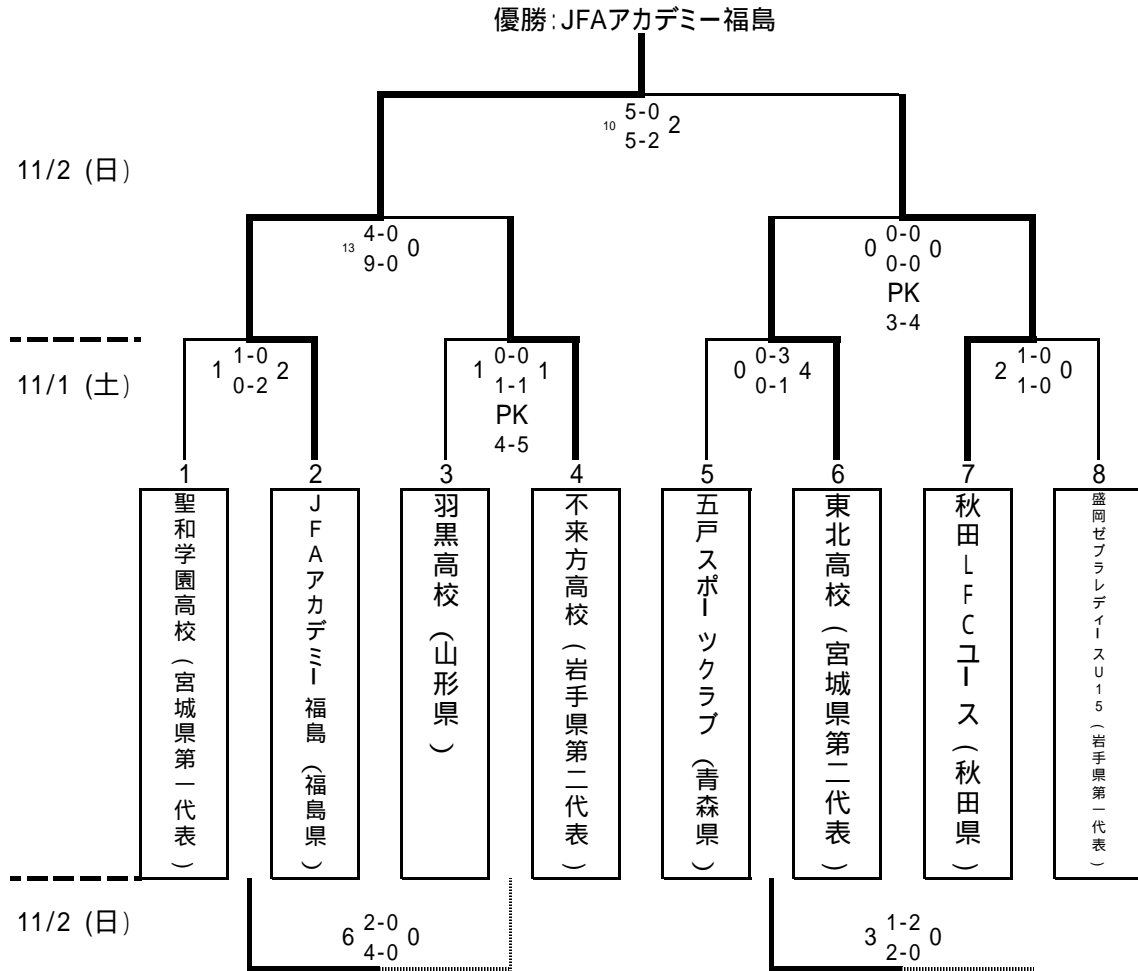 優勝:JFAアカデミー福島
10 5-0 2
5-2
11/2 (日)
13 4-0 0
9-0
0 0-0 0
0-0
PK
3-4
11/1 (土)
1 1-0 2
0-2
1 0-0 1
1-1
PK
4-5
0 0-3 4
0-1
2 1-0 0
1-0
1 2 3 4 5 6 7 8
聖和学園高校(宮城県第一代表)
JFAアカデミー福島(福島県)
羽黒高校(山形県)
不来方高校(岩手県第二代表)
五戸スポーツクラブ(青森県)
東北高校(宮城県第二代表)
秋田LFCユース(秋田県)
盛岡ゼブラレディースU15(岩手県第一代表)
11/2 (日)
6 2-0 0
4-0
3 1-2 0
2-0